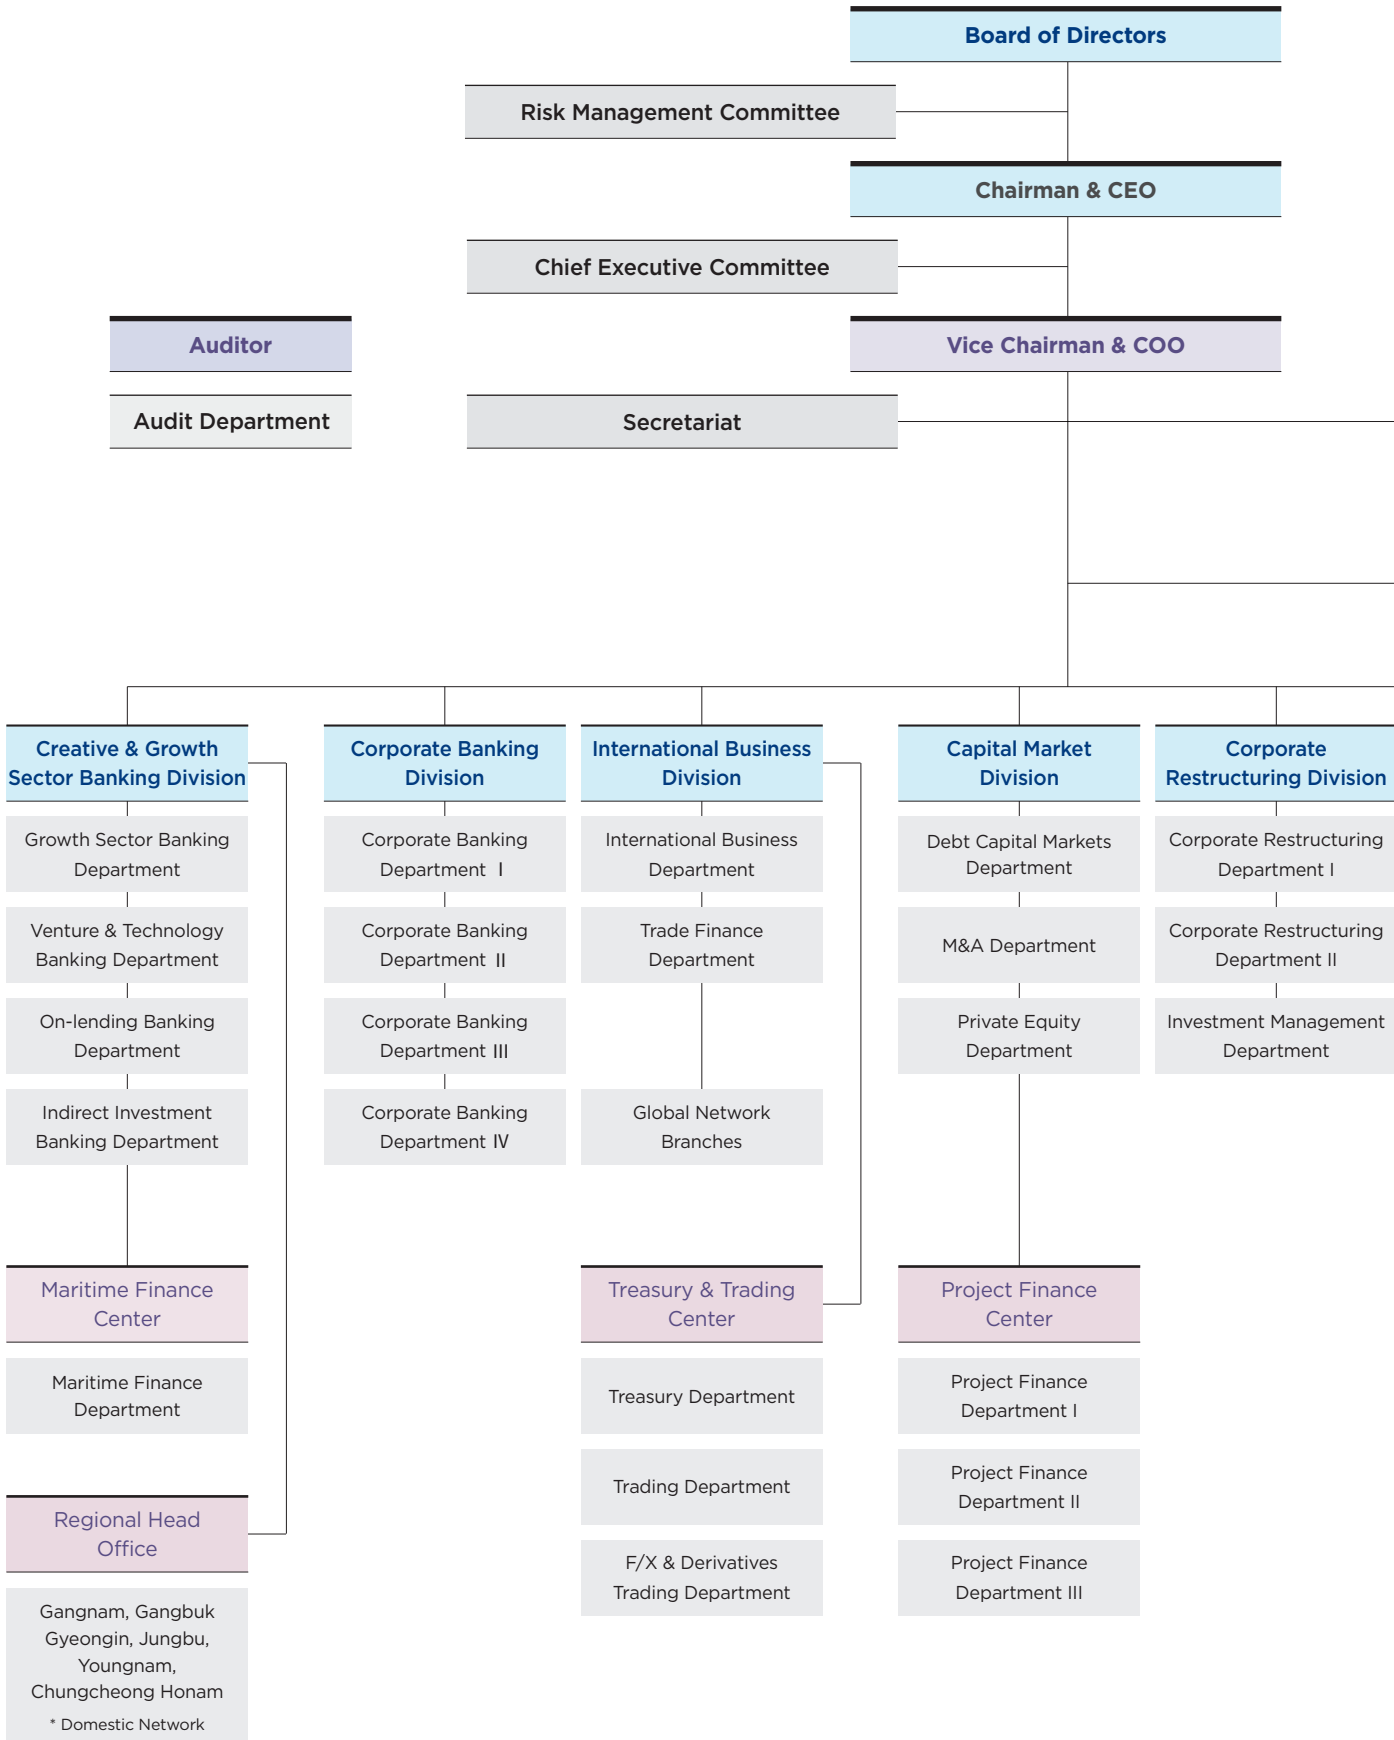 Board of Directors
Risk Management Committee
Chairman & CEO
Chief Executive Committee
Auditor
Vice Chairman & COO
Audit Department
Secretariat
Creative & Growth
Sector Banking Division
Growth Sector Banking
Department
Venture & Technology
Banking Department
On-lending Banking
Department
Indirect Investment
Banking Department
Maritime Finance
Center
Maritime Finance
Department
Regional Head
Office
Gangnam, Gangbuk
Gyeongin, Jungbu,
Youngnam,
Chungcheong Honam
* Domestic Network
Corporate Banking
Division
Corporate Banking
Department I
Corporate Banking
Department II
Corporate Banking
Department III
Corporate Banking
Department IV
International Business
Division
International Business
Department
Trade Finance
Department
Global Network
Branches
Treasury & Trading
Center
Treasury Department
Trading Department
F/X & Derivatives
Trading Department
Capital Market
Division
Debt Capital Markets
Department
M&A Department
Private Equity
Department
Project Finance
Center
Project Finance
Department I
Project Finance
Department II
Project Finance
Department III
Corporate
Restructuring Division
Corporate Restructuring
Department I
Corporate Restructuring
Department II
Investment Management
Department